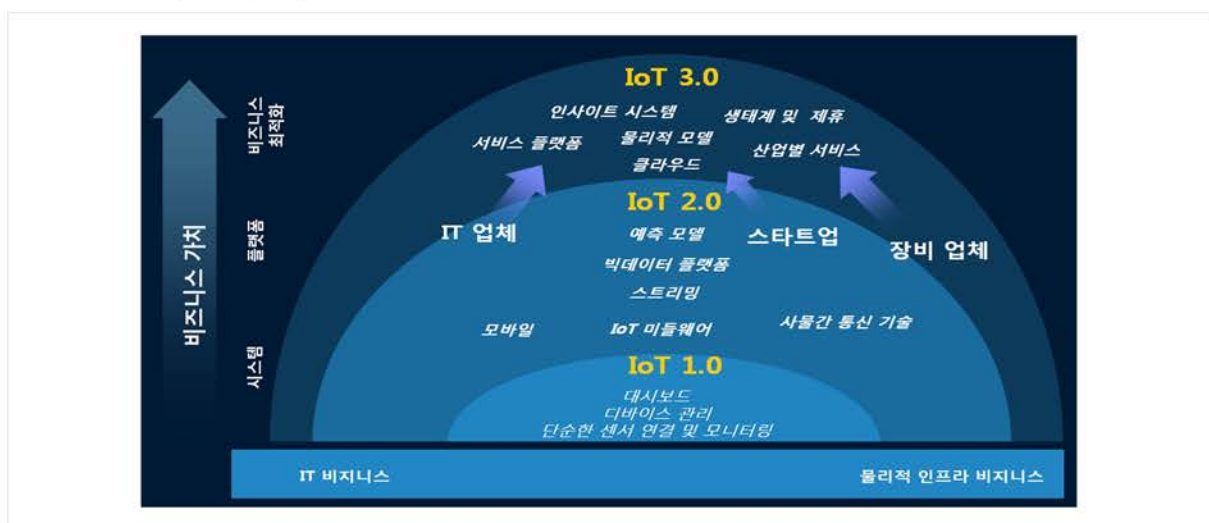 IoT 3.0
인사이트 시스템
생태계 및 제휴
서비스 플랫폼
물리적 모델
산업별 서비스
클라우드
IoT 2.0
IT 업체
예측 모델
스타트업
장비 업체
빅데이터 플랫폼
스트리밍
모바일
IoT 미들웨어
사물간 통신 기술
IoT 1.0
대시보드
디바이스 관리
단순한 센서 연결 및 모니터링
비즈니스 가치
비즈니스
최적화
플랫폼
시스템
IT 비지니스
물리적 인프라 비지니스